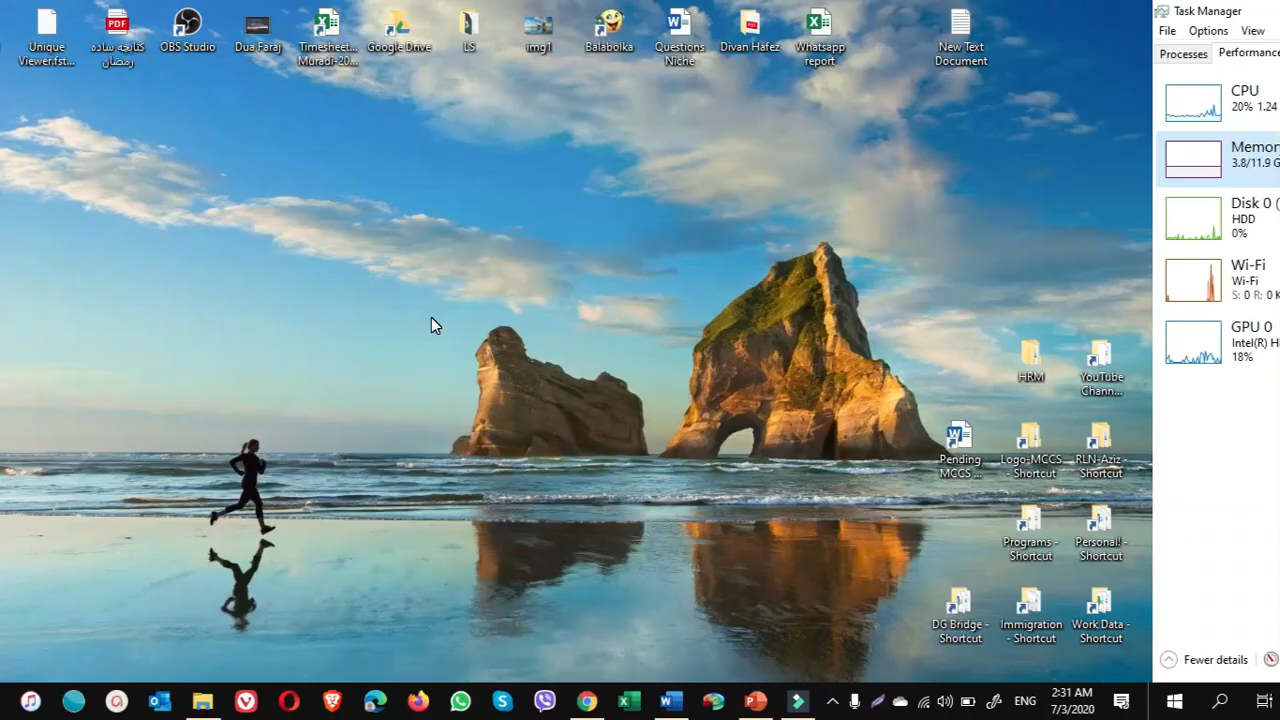 Unique
Viewer.fst...
PDF
کتابچه ساده
رمضان
OBS Studio
Dua Faraj
Timesheet...
Muradi-20...
Google Drive
LS
img1
Balabolka
Questions
Niche
Divan Hafez
Whatsapp
report
New Text
Document
HRM
YouTube
Chann...
Pending
MCCS ...
Logo-MCCS
- Shortcut
RLN-Aziz -
Shortcut
Programs -
Shortcut
Personal! -
Shortcut
DG Bridge -
Shortcut
Immigration
- Shortcut
Work Data -
Shortcut
Task Manager
File Options View
Processes Performance
CPU
20% 1.24
Memor
3.8/11.9 G
Disk 0 (
HDD
0%
Wi-Fi
Wi-Fi
S: 0 R: 0 K
GPU 0
Intel(R) H
18%
Fewer details
ENG
2:31 AM
7/3/2020
ENG